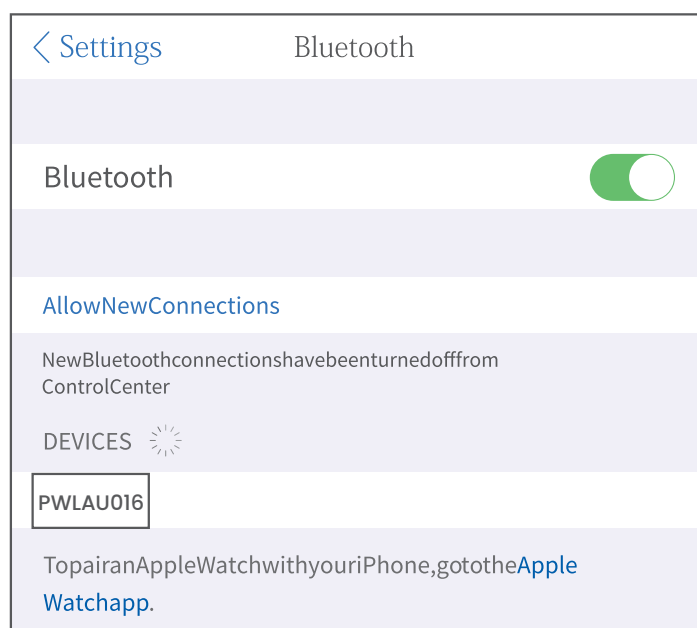 Settings Bluetooth
Bluetooth
AllowNewConnections
NewBluetoothconnectionshavebeenturnedofffrom
ControlCenter
DEVICES
PWLAU016
TopairanAppleWatchwithyouriPhone,gototheApple
Watchapp.